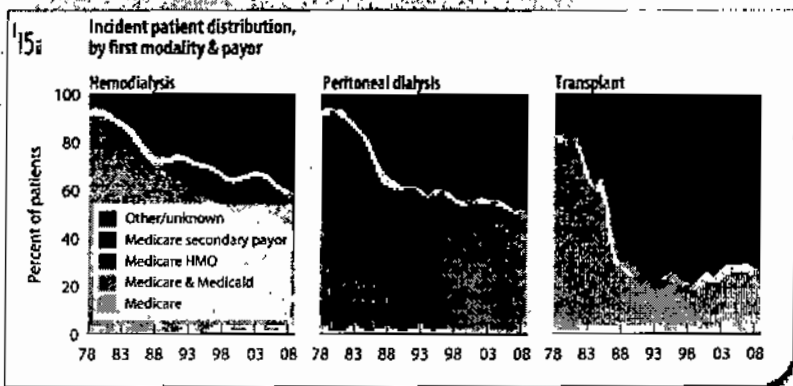 15a
Incident patient distribution,
by first modality & payor
Hemodialysis
Peritoneal dialysis
Transplant
Percent of patients
100
80
60
40
20
0
Other/unknown
Medicare secondary payor
Medicare HMO
Medicare & Medicaid
Medicare
78 83 88 93 98 03 08
78 83 88 93 98 03 08
78 83 88 93 98 03 08